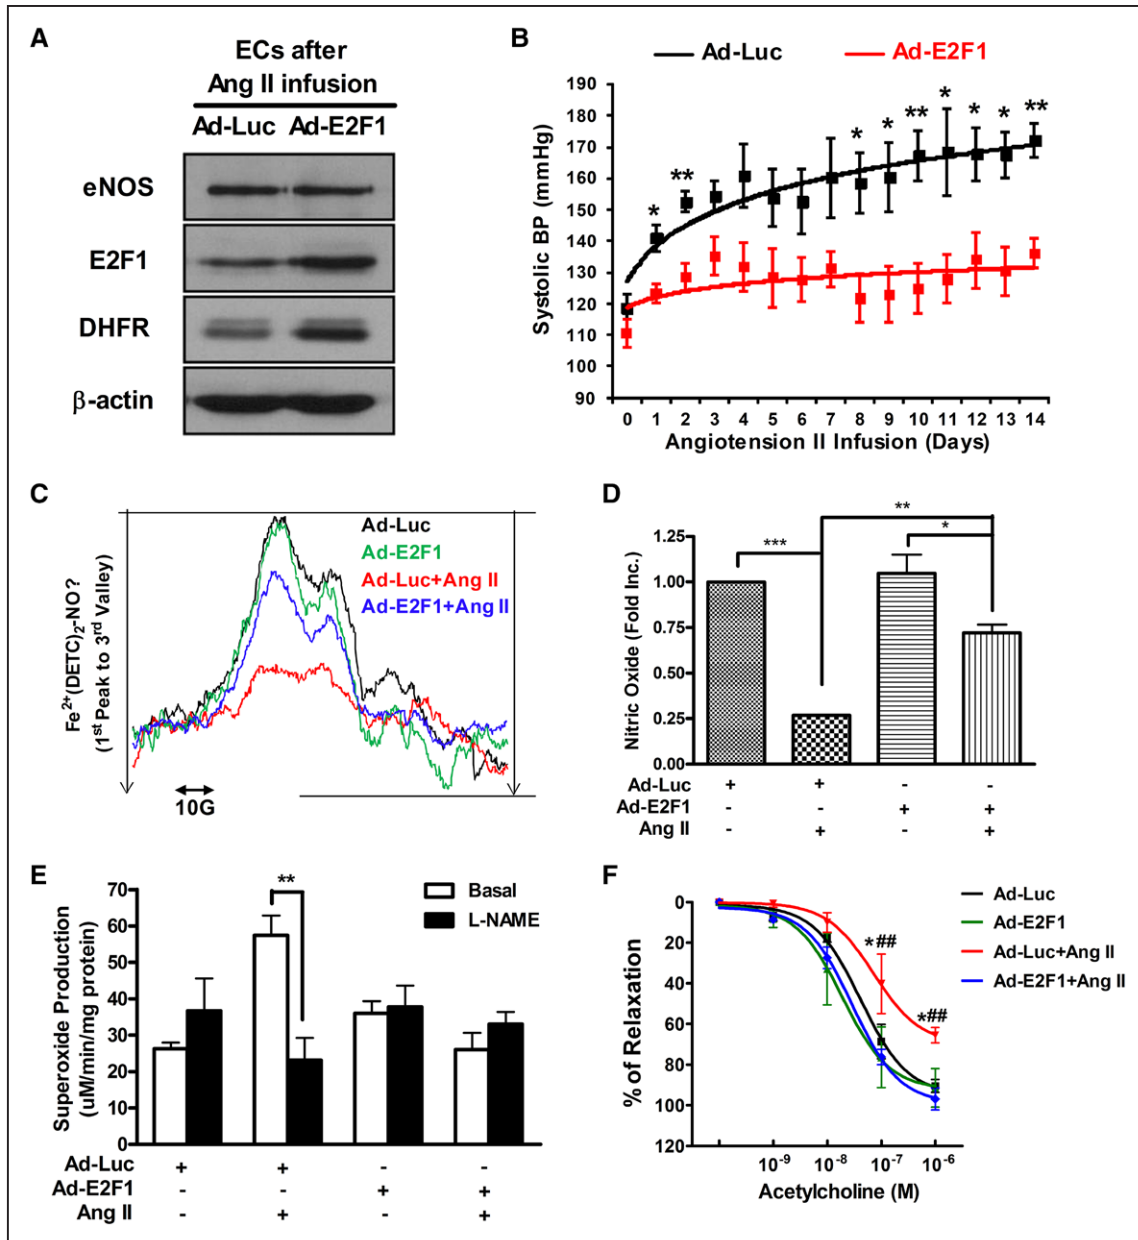 A
ECs after
Ang II infusion
Ad-Luc Ad-E2F1
eNOS
E2F1
DHFR
β-actin
B
Ad-Luc Ad-E2F1
Systolic BP (mmHg)
190
180
170
160
150
140
130
120
110
100
90
* ** * * ** * * * **
0 1 2 3 4 5 6 7 8 9 10 11 12 13 14
Angiotension II Infusion (Days)
C
Fe2+(DETC)2-NO?
(1st Peak to 3rd Valley)
Ad-Luc
Ad-E2F1
Ad-Luc+Ang II
Ad-E2F1+Ang II
10G
D
Nitric Oxide (Fold Inc.)
1.25
1.00
0.75
0.50
0.25
0.00
**
*** *
Ad-Luc + + - -
Ad-E2F1 - - + +
Ang II - + - +
E
Superoxide Production
(uM/min/mg protein)
70
60
50
40
30
20
10
0
**
Basal
L-NAME
Ad-Luc + + - -
Ad-E2F1 - - + +
Ang II - + - +
F
% of Relaxation
0
20
40
60
80
100
120
Ad-Luc
Ad-E2F1
Ad-Luc+Ang II
Ad-E2F1+Ang II
*##
*##
10-9 10-8 10-7 10-6
Acetylcholine (M)